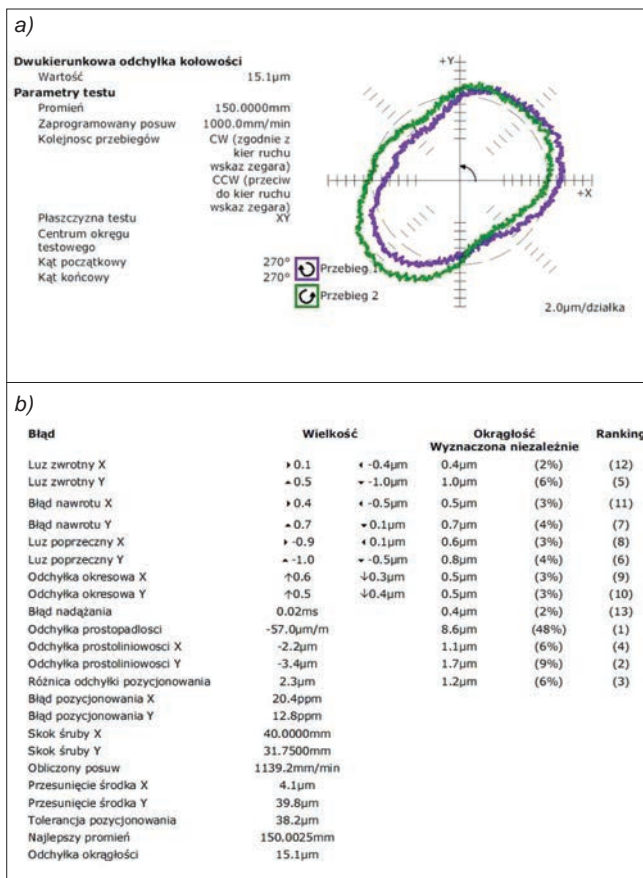 a)
Dwukierunkowa odchyłka kołowości
Wartość 15.1µm
Parametry testu
Promień 150.0000mm
Zaprogramowany posuw 1000.0mm/min
Kolejnosc przebiegów CW (zgodnie z
kier ruchu
wskaz zegara)
CCW (przeciw
do kier ruchu
wskaz zegara)
Płaszczyzna testu XY
Centrum okręgu
testowego
Kąt początkowy 270°
Kąt końcowy 270°
+Y
+X
Przebieg 1
Przebieg 2
2.0µm/działka
b)
Błąd Wielkość Okrągłość Ranking
Wyznaczona niezależnie
Luz zwrotny X ▸0.1 ◂-0.4µm 0.4µm (2%) (12)
Luz zwrotny Y ▴0.5 ▾-1.0µm 1.0µm (6%) (5)
Błąd nawrotu X ▸0.4 ◂-0.5µm 0.5µm (3%) (11)
Błąd nawrotu Y ▴0.7 ▾0.1µm 0.7µm (4%) (7)
Luz poprzeczny X ▸-0.9 ◂0.1µm 0.6µm (3%) (8)
Luz poprzeczny Y ▴-1.0 ▾-0.5µm 0.8µm (4%) (6)
Odchyłka okresowa X ↑0.6 ↓0.3µm 0.5µm (3%) (9)
Odchyłka okresowa Y ↑0.5 ↓0.4µm 0.5µm (3%) (10)
Błąd nadążania 0.02ms 0.4µm (2%) (13)
Odchyłka prostopadlosci -57.0µm/m 8.6µm (48%) (1)
Odchyłka prostoliniowosci X -2.2µm 1.1µm (6%) (4)
Odchyłka prostoliniowosci Y -3.4µm 1.7µm (9%) (2)
Różnica odchyłki pozycjonowania 2.3µm 1.2µm (6%) (3)
Błąd pozycjonowania X 20.4ppm
Błąd pozycjonowania Y 12.8ppm
Skok śruby X 40.0000mm
Skok śruby Y 31.7500mm
Obliczony posuw 1139.2mm/min
Przesunięcie środka X 4.1µm
Przesunięcie środka Y 39.8µm
Tolerancja pozycjonowania 38.2µm
Najlepszy promień 150.0025mm
Odchyłka okrągłości 15.1µm